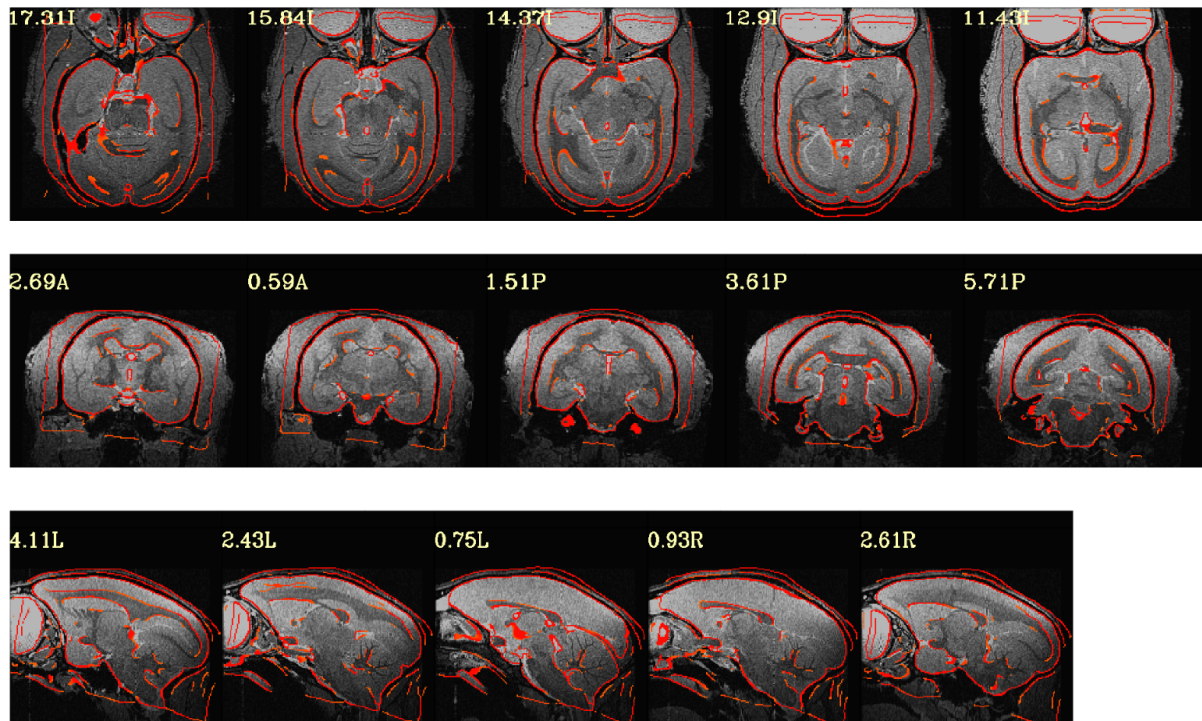 17.31I 15.84I 14.37I 12.9I 11.43I
2.69A 0.59A 1.51P 3.61P 5.71P
4.11L 2.43L 0.75L 0.93R 2.61R